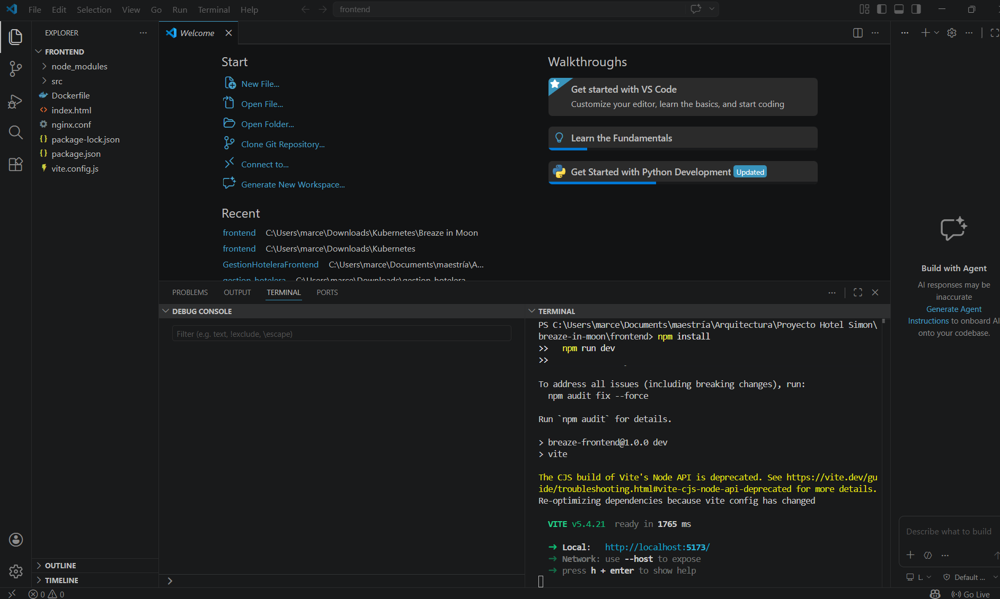 File Edit Selection View Go Run Terminal Help
frontend
EXPLORER
FRONTEND
node_modules
src
Dockerfile
index.html
nginx.conf
package-lock.json
package.json
vite.config.js
OUTLINE
TIMELINE
Welcome
Start
New File...
Open File...
Open Folder...
Clone Git Repository...
Connect to...
Generate New Workspace...
Recent
frontend C:\Users\marce\Downloads\Kubernetes\Breaze in Moon
frontend C:\Users\marce\Downloads\Kubernetes
GestionHoteleraFrontend C:\Users\marce\Documents\maestría\A...
gestion_hotelera C:\Users\marce\Downloads\gestion_hotelera
Walkthroughs
Get started with VS Code
Customize your editor, learn the basics, and start coding
Learn the Fundamentals
Get Started with Python Development Updated
PROBLEMS OUTPUT TERMINAL PORTS
DEBUG CONSOLE
Filter (e.g. text, !exclude, \escape)
TERMINAL
PS C:\Users\marce\Documents\maestría\Arquitectura\Proyecto Hotel Simon\
breaze-in-moon\frontend> npm install
>> npm run dev
>>
To address all issues (including breaking changes), run:
npm audit fix --force
Run `npm audit` for details.
> breaze-frontend@1.0.0 dev
> vite
The CJS build of Vite's Node API is deprecated. See https://vite.dev/gu
ide/troubleshooting.html#vite-cjs-node-api-deprecated for more details.
Re-optimizing dependencies because vite config has changed
VITE v5.4.21 ready in 1765 ms
➜ Local: http://localhost:5173/
➜ Network: use --host to expose
➜ press h + enter to show help
Build with Agent
AI responses may be
inaccurate
Generate Agent
Instructions to onboard AI
onto your codebase.
Describe what to build
L. Default ...
0 0
Go Live